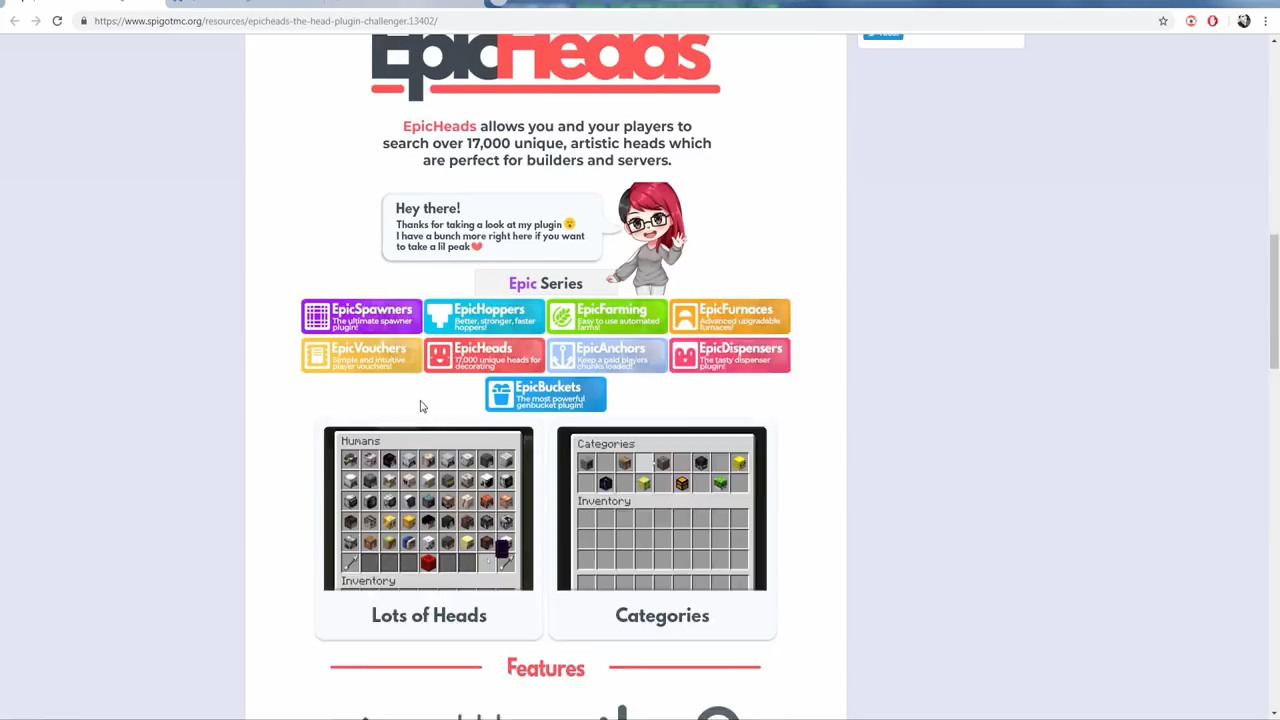 https://www.spigotmc.org/resources/epicheads-the-head-plugin-challenger.13402/
EpicHeads
EpicHeads allows you and your players to
search over 17,000 unique, artistic heads which
are perfect for builders and servers.
Hey there!
Thanks for taking a look at my plugin 😮
I have a bunch more right here if you want
to take a lil peak❤
Epic Series
EpicSpawners
The ultimate spawner
plugin!
EpicHoppers
Better, stronger, faster
hoppers!
EpicFarming
Easy to use automated
farms!
EpicFurnaces
Advanced upgradable
furnaces!
EpicVouchers
Simple and intuitive
player vouchers!
EpicHeads
17,000 unique heads for
decorating
EpicAnchors
Keep a paid players
chunks loaded!
EpicDispensers
The tasty dispenser
plugin!
EpicBuckets
The most powerful
genbucket plugin!
Humans
Inventory
Lots of Heads
Categories
Inventory
Categories
Features